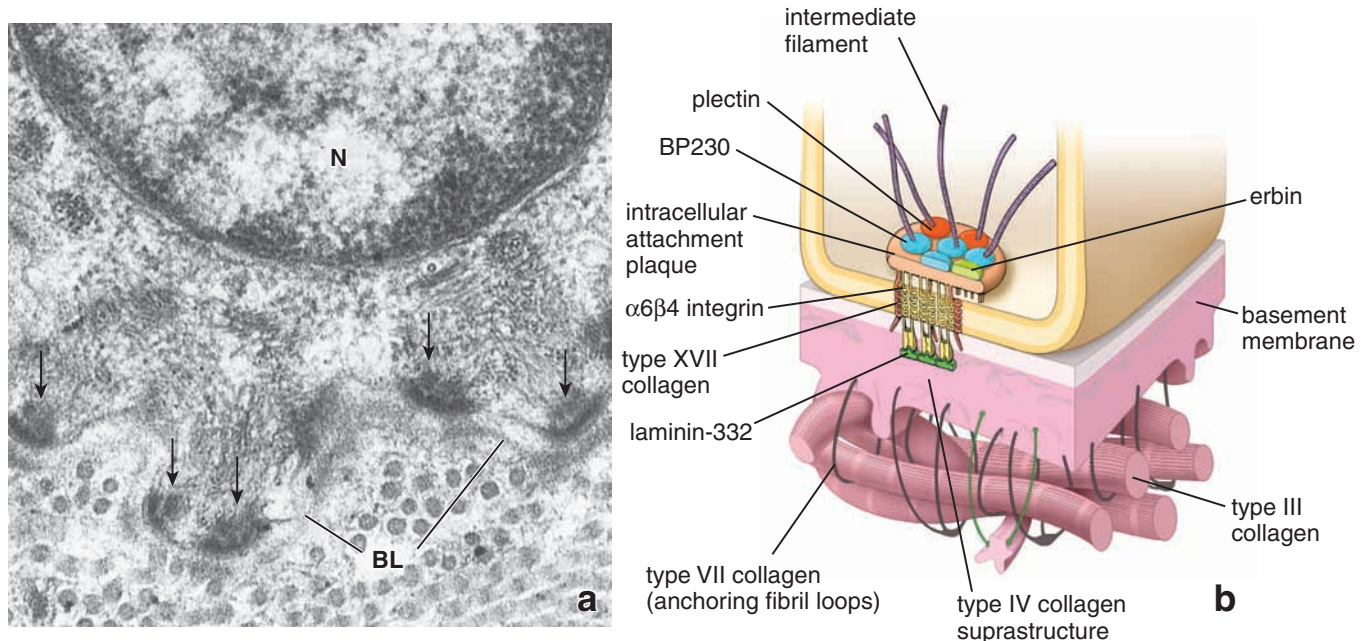 N
BL
a
intermediate
filament
plectin
BP230
intracellular
attachment
plaque
α6β4 integrin
type XVII
collagen
laminin-332
erbin
basement
membrane
type III
collagen
type VII collagen
(anchoring fibril loops)
type IV collagen
suprastructure
b